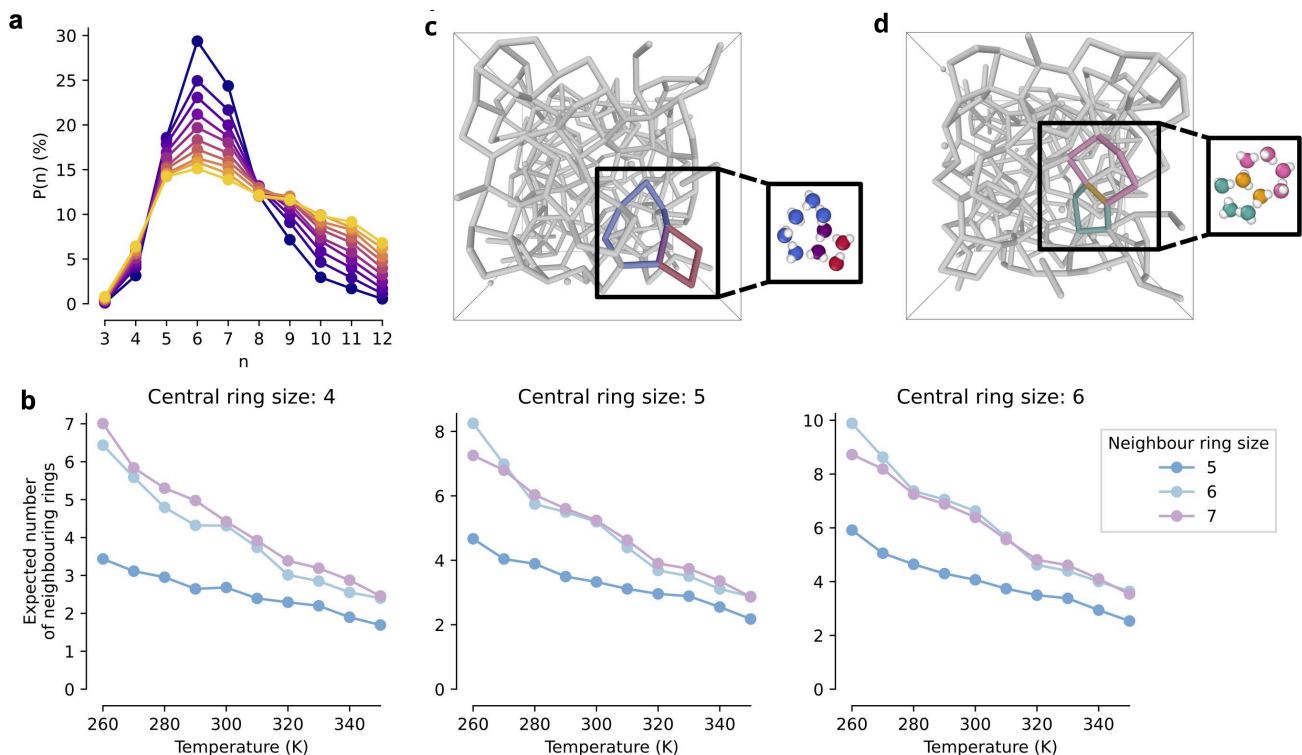 a
P(n) (%)
30
25
20
15
10
5
0
3 4 5 6 7 8 9 10 11 12
n
c
d
b
Expected number
of neighbouring rings
Central ring size: 4
7
6
5
4
3
2
1
0
260 280 300 320 340
Temperature (K)
Central ring size: 5
8
6
4
2
0
260 280 300 320 340
Temperature (K)
Central ring size: 6
10
8
6
4
2
0
260 280 300 320 340
Temperature (K)
Neighbour ring size
5
6
7